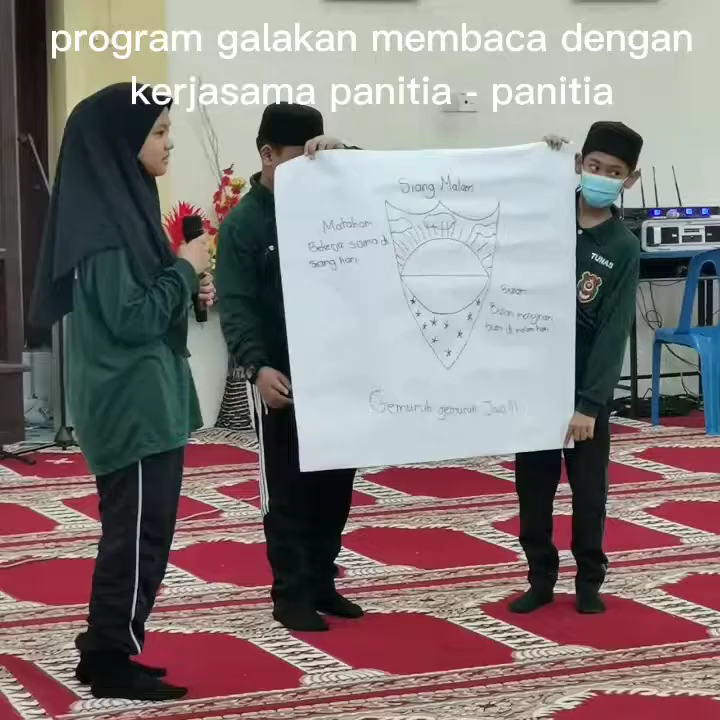 program galakan membaca dengan
kerjasama panitia - panitia
Siang Malam
Matahari
Bekerja sama di
siang hari
Bulan
Bulan menyinari
bumi di malam hari
Gemuruh gemuruh Jiwa!!
TUNAS